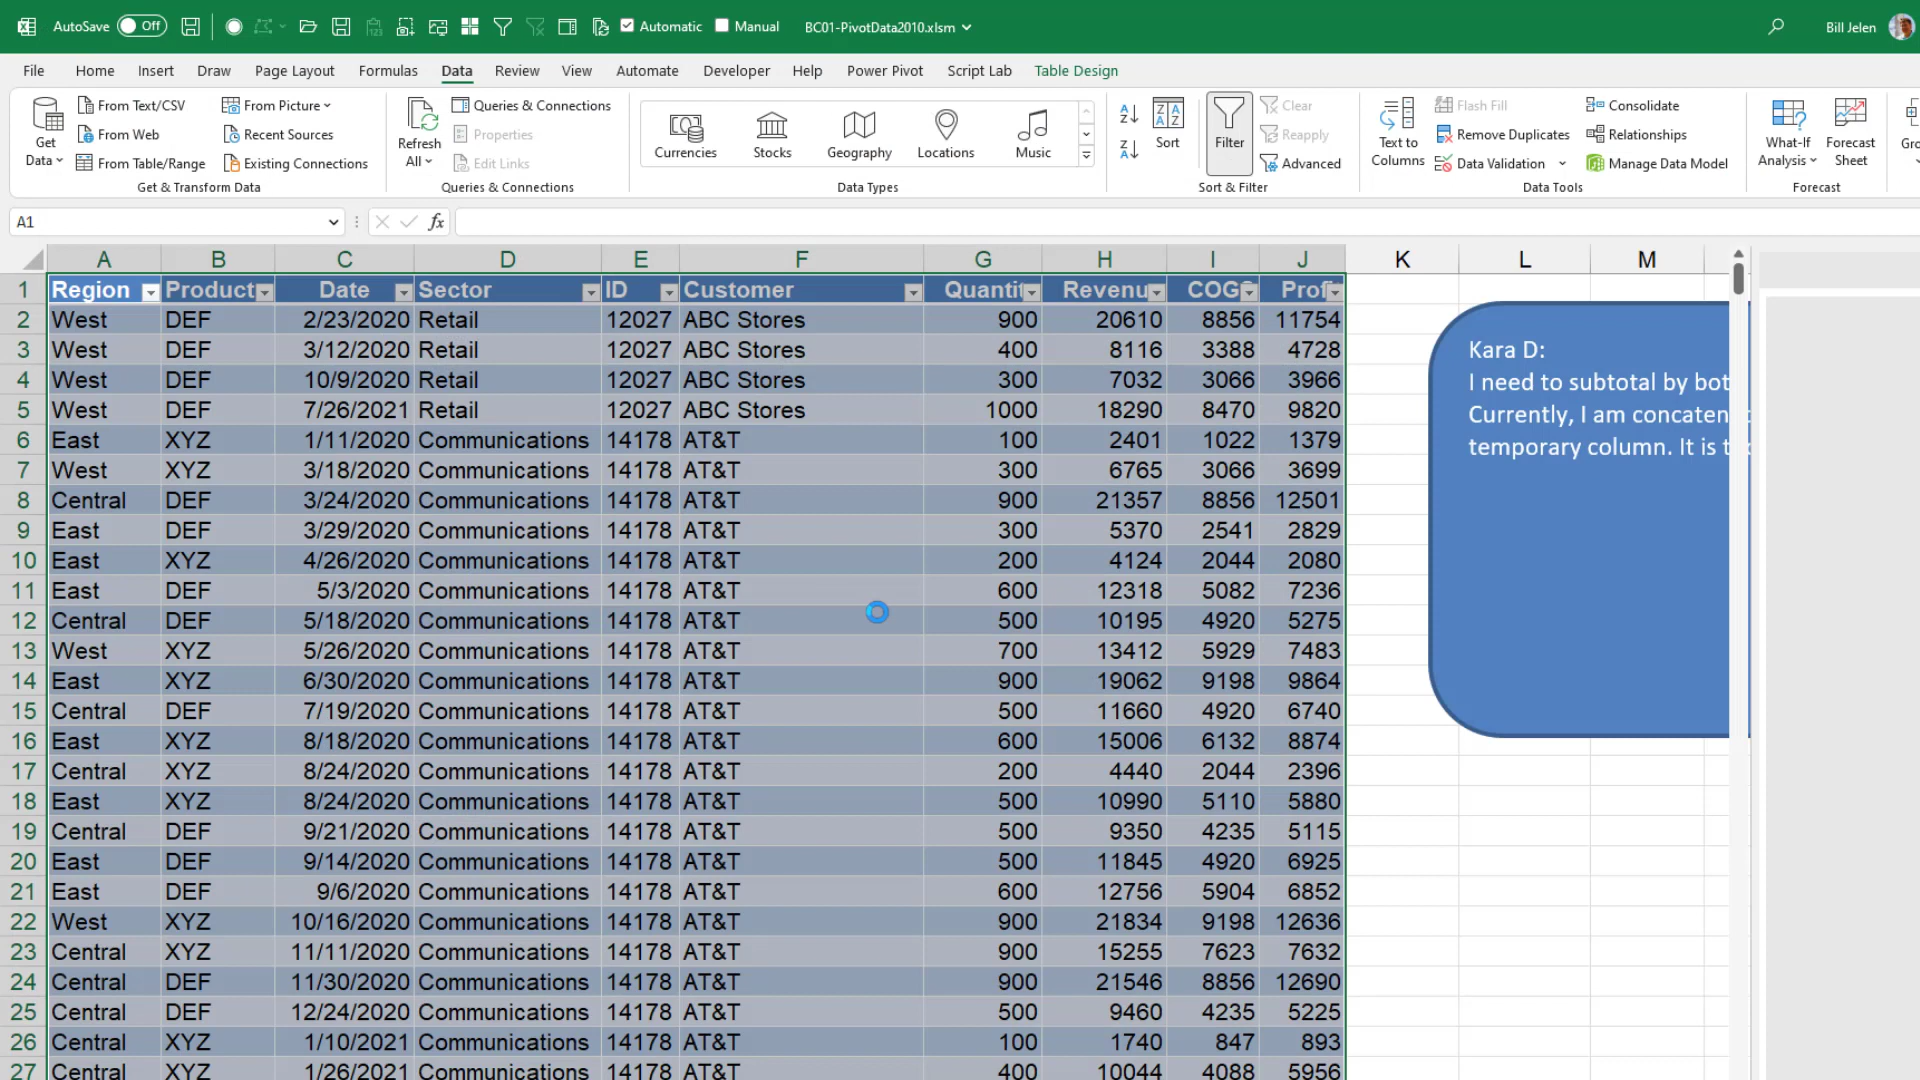 AutoSave Off Automatic Manual BC01-PivotData2010.xlsm Bill Jelen
File Home Insert Draw Page Layout Formulas Data Review View Automate Developer Help Power Pivot Script Lab Table Design
Get Data
From Text/CSV
From Web
From Table/Range
From Picture
Recent Sources
Existing Connections
Get & Transform Data
Refresh All
Queries & Connections
Properties
Edit Links
Queries & Connections
Currencies Stocks Geography Locations Music
Data Types
Sort
Filter
Clear
Reapply
Advanced
Sort & Filter
Text to Columns
Flash Fill
Remove Duplicates
Data Validation
Consolidate
Relationships
Manage Data Model
Data Tools
What-If Analysis
Forecast Sheet
Forecast
A1 fx
A B C D E F G H I J K L M
1 Region Product Date Sector ID Customer
2 West DEF 2/23/2020 Retail 12027 ABC Stores 900 20610 8856 11754
3 West DEF 3/12/2020 Retail 12027 ABC Stores 400 8116 3388 4728
4 West DEF 10/9/2020 Retail 12027 ABC Stores 300 7032 3066 3966
5 West DEF 7/26/2021 Retail 12027 ABC Stores 1000 18290 8470 9820
6 East XYZ 1/11/2020 Communications 14178 AT&T 100 2401 1022 1379
7 West XYZ 3/18/2020 Communications 14178 AT&T 300 6765 3066 3699
8 Central DEF 3/24/2020 Communications 14178 AT&T 900 21357 8856 12501
9 East DEF 3/29/2020 Communications 14178 AT&T 300 5370 2541 2829
10 East XYZ 4/26/2020 Communications 14178 AT&T 200 4124 2044 2080
11 East DEF 5/3/2020 Communications 14178 AT&T 600 12318 5082 7236
12 Central DEF 5/18/2020 Communications 14178 AT&T 500 10195 4920 5275
13 West XYZ 5/26/2020 Communications 14178 AT&T 700 13412 5929 7483
14 East XYZ 6/30/2020 Communications 14178 AT&T 900 19062 9198 9864
15 Central DEF 7/19/2020 Communications 14178 AT&T 500 11660 4920 6740
16 East XYZ 8/18/2020 Communications 14178 AT&T 600 15006 6132 8874
17 Central XYZ 8/24/2020 Communications 14178 AT&T 200 4440 2044 2396
18 East XYZ 8/24/2020 Communications 14178 AT&T 500 10990 5110 5880
19 Central DEF 9/21/2020 Communications 14178 AT&T 500 9350 4235 5115
20 East DEF 9/14/2020 Communications 14178 AT&T 500 11845 4920 6925
21 East DEF 9/6/2020 Communications 14178 AT&T 600 12756 5904 6852
22 West XYZ 10/16/2020 Communications 14178 AT&T 900 21834 9198 12636
23 Central XYZ 11/11/2020 Communications 14178 AT&T 900 15255 7623 7632
24 Central DEF 11/30/2020 Communications 14178 AT&T 900 21546 8856 12690
25 Central DEF 12/24/2020 Communications 14178 AT&T 500 9460 4235 5225
26 Central XYZ 1/10/2021 Communications 14178 AT&T 100 1740 847 893
27 Central XYZ 1/26/2021 Communications 14178 AT&T 400 10044 4088 5956
Kara D:
I need to subtotal by
Currently, I am
temporary column. It is